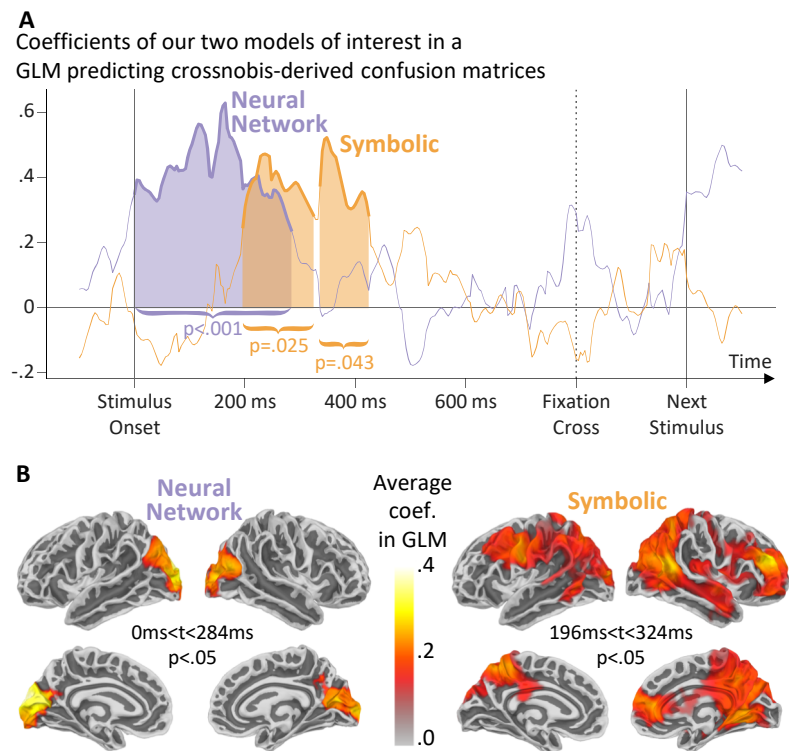 A
Coefficients of our two models of interest in a
GLM predicting crossnobis-derived confusion matrices
Neural
Network
Symbolic
.6
.4
.2
0
-.2
p<.001
p=.025
p=.043
Time
Stimulus
Onset
200 ms
400 ms
600 ms
Fixation
Cross
Next
Stimulus
B
Neural
Network
Average
coef.
in GLM
Symbolic
.4
.2
.0
0ms<t<284ms
p<.05
196ms<t<324ms
p<.05